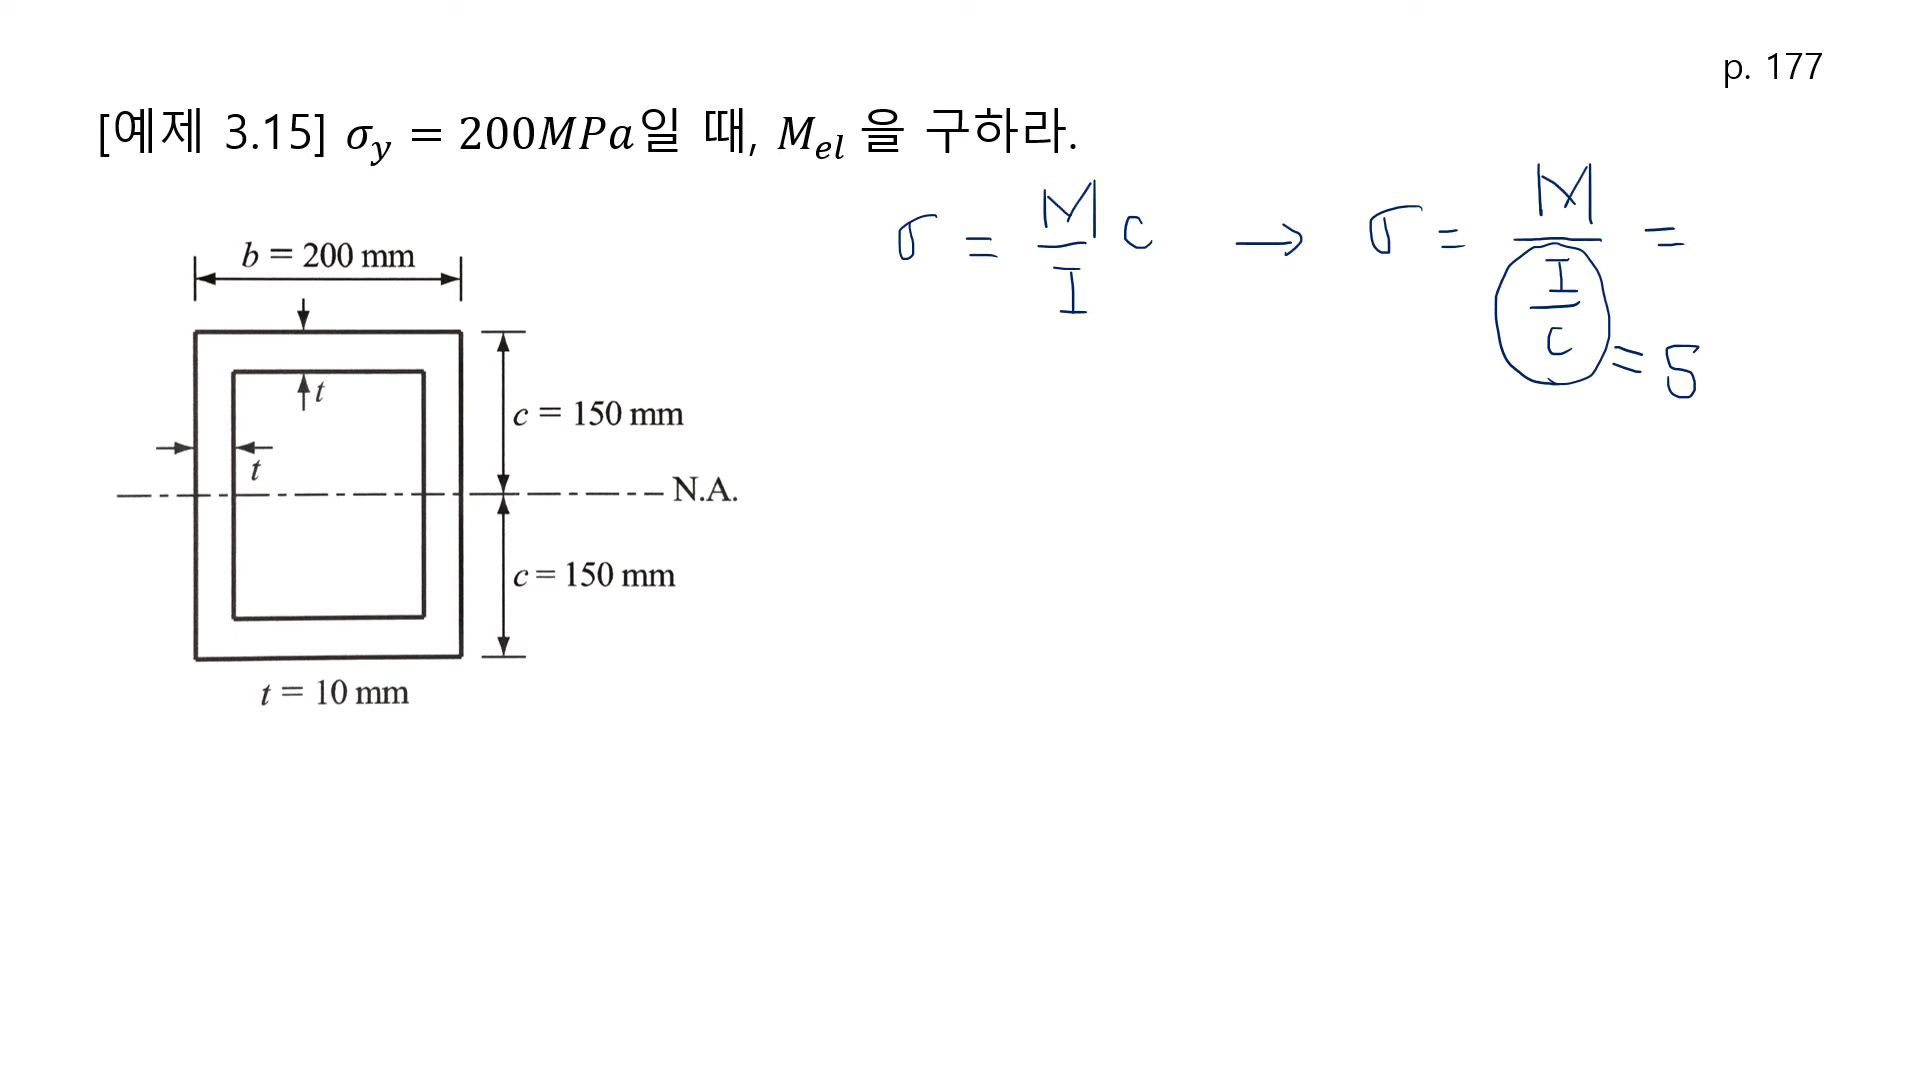 p. 177
[예제 3.15] σ_y = 200MPa일 때, M_el 을 구하라.
σ = M/I c → σ = M/(I/c) =
= S
b = 200 mm
t
c = 150 mm
t
N.A.
c = 150 mm
t = 10 mm